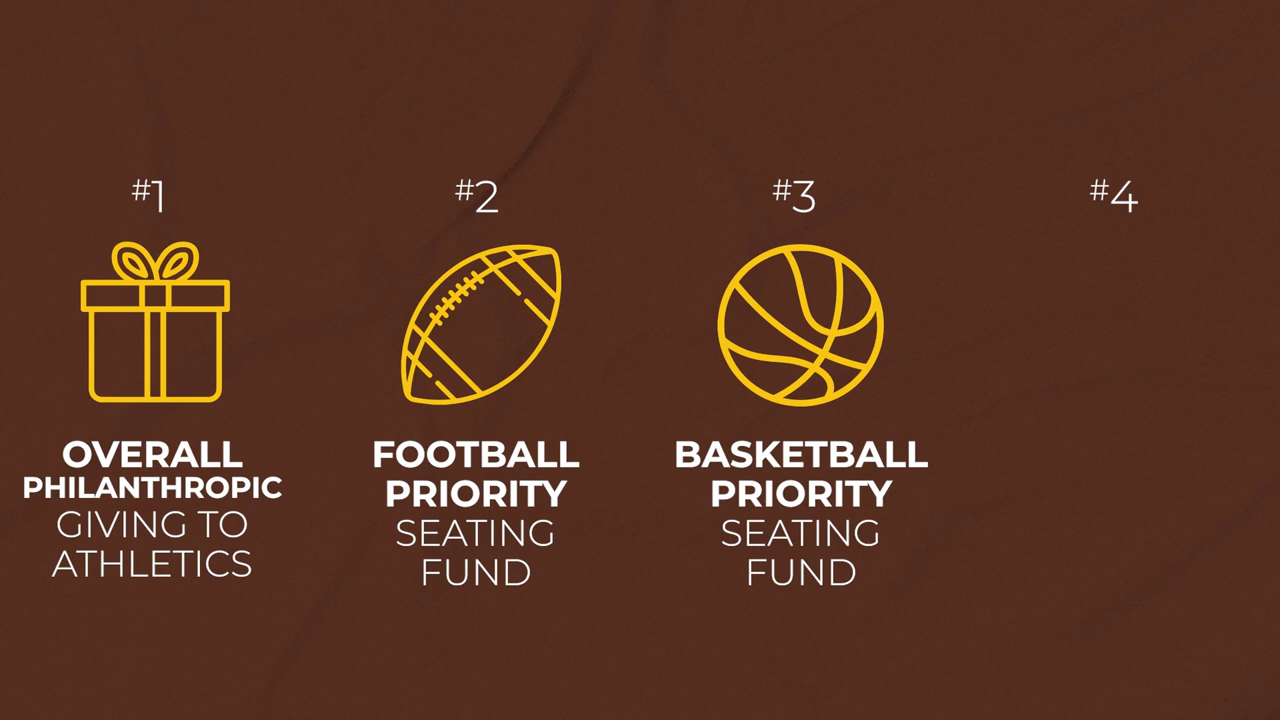 #1
OVERALL
PHILANTHROPIC
GIVING TO
ATHLETICS
#2
FOOTBALL
PRIORITY
SEATING
FUND
#3
BASKETBALL
PRIORITY
SEATING
FUND
#4